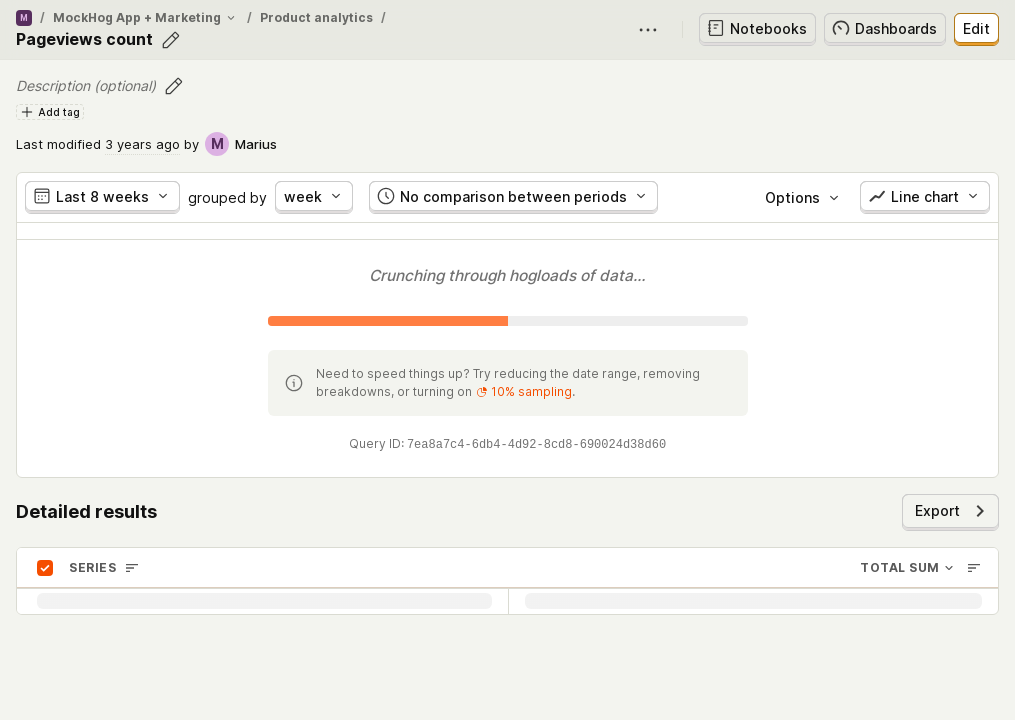 M / MockHog App + Marketing / Product analytics /
Pageviews count
Notebooks Dashboards Edit
Description (optional)
Add tag
Last modified 3 years ago by M Marius
Last 8 weeks grouped by week No comparison between periods Options Line chart
Crunching through hogloads of data...
Need to speed things up? Try reducing the date range, removing
breakdowns, or turning on 10% sampling.
Query ID: 7ea8a7c4-6db4-4d92-8cd8-690024d38d60
Detailed results
Export
SERIES TOTAL SUM